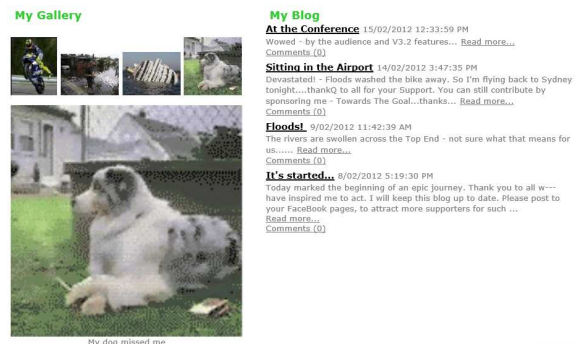 My Gallery
My dog missed me
My Blog
At the Conference 15/02/2012 12:33:59 PM
Wowed - by the audience and V3.2 features... Read more...
Comments (0)
Sitting in the Airport 14/02/2012 3:47:35 PM
Devastated! - Floods washed the bike away. So I'm flying back to Sydney
tonight....thankQ to all for your Support. You can still contribute by
sponsoring me - Towards The Goal...thanks... Read more...
Comments (0)
Floods! 9/02/2012 11:42:39 AM
The rivers are swollen across the Top End - not sure what that means for
us...... Read more...
Comments (0)
It's started... 8/02/2012 5:19:30 PM
Today marked the beginning of an epic journey. Thank you to all w---
have inspired me to act. I will keep this blog up to date. Please post to
your FaceBook pages, to attract more supporters for such ...
Read more...
Comments (0)